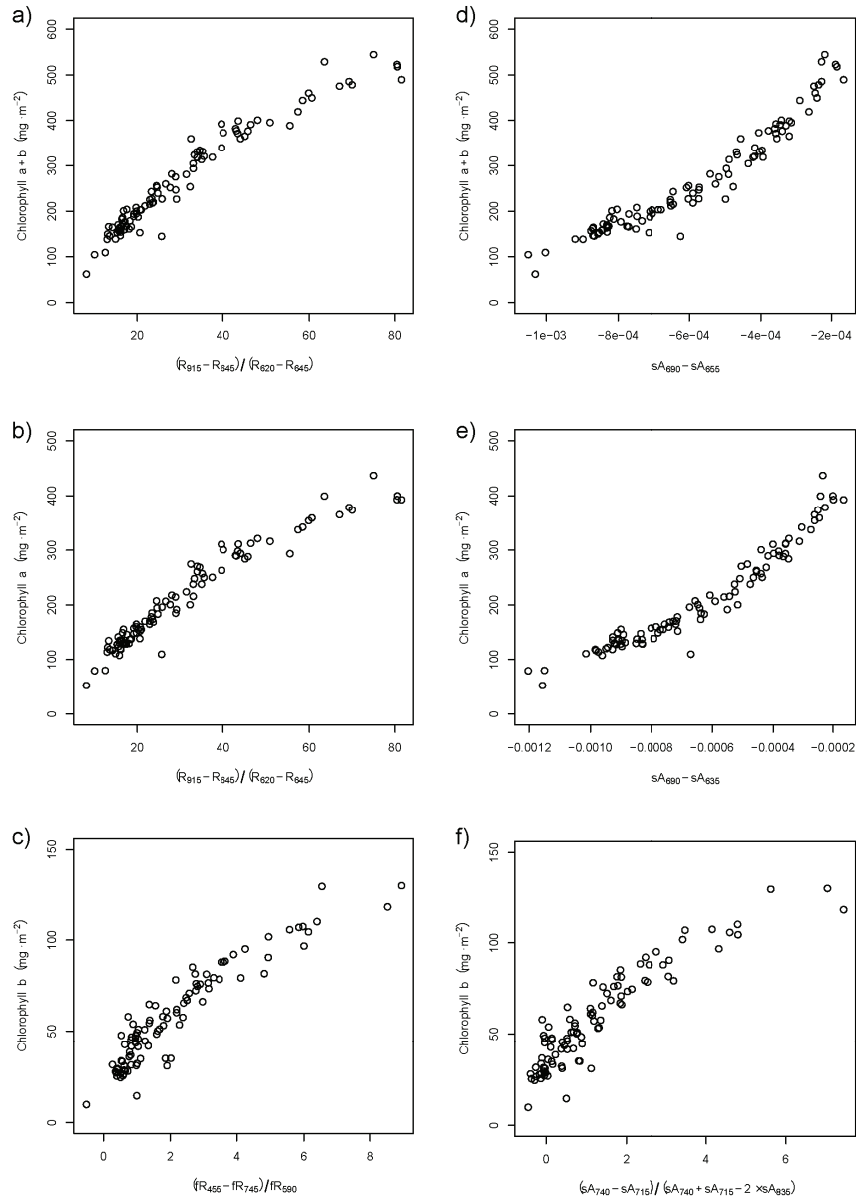 a)
Chlorophyll a + b (mg · m−2)
0 100 200 300 400 500 600
20 40 60 80
(R915 − R945) / (R620 − R645)
d)
Chlorophyll a + b (mg · m−2)
0 100 200 300 400 500 600
−1e−03 −8e−04 −6e−04 −4e−04 −2e−04
sA690 − sA655
b)
Chlorophyll a (mg · m−2)
0 100 200 300 400 500
20 40 60 80
(R915 − R945) / (R620 − R645)
e)
Chlorophyll a (mg · m−2)
0 100 200 300 400 500
−0.0012 −0.0010 −0.0008 −0.0006 −0.0004 −0.0002
sA690 − sA635
c)
Chlorophyll b (mg · m−2)
0 50 100 150
0 2 4 6 8
(fR455 − fR745) / fR590
f)
Chlorophyll b (mg · m−2)
0 50 100 150
0 2 4 6
(sA740 − sA715) / (sA740 + sA715 − 2 × sA835)